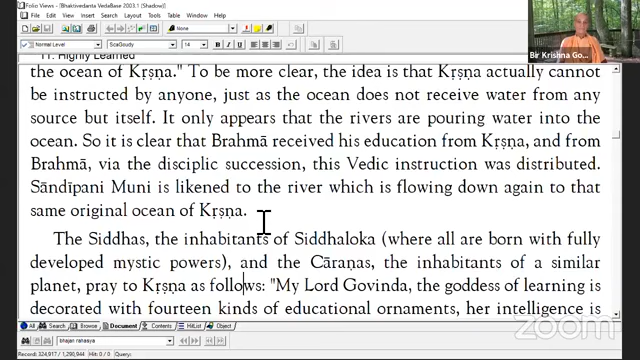 Folio Views - [Bhaktivedanta VedaBase 2003.1 (Shadow)]
File Edit View Search Layout Tools Window Help
Normal Level
ScaGoudy
14
<None>
11. Highly Learned
the ocean of Kṛṣṇa." To be more clear, the idea is that Kṛṣṇa actually cannot
be instructed by anyone, just as the ocean does not receive water from any
source but itself. It only appears that the rivers are pouring water into the
ocean. So it is clear that Brahmā received his education from Kṛṣṇa, and from
Brahmā, via the disciplic succession, this Vedic instruction was distributed.
Sāndīpani Muni is likened to the river which is flowing down again to that
same original ocean of Kṛṣṇa.
The Siddhas, the inhabitants of Siddhaloka (where all are born with fully
developed mystic powers), and the Cāraṇas, the inhabitants of a similar
planet, pray to Kṛṣṇa as follows: "My Lord Govinda, the goddess of learning is
decorated with fourteen kinds of educational ornaments, her intelligence is
All Browse Document Contents HitList Object
bhajan rahasya
Record: 324,917 / 1,298,944 Hit: 0 / 0 Query:
Bir Krishna Go...
zoom